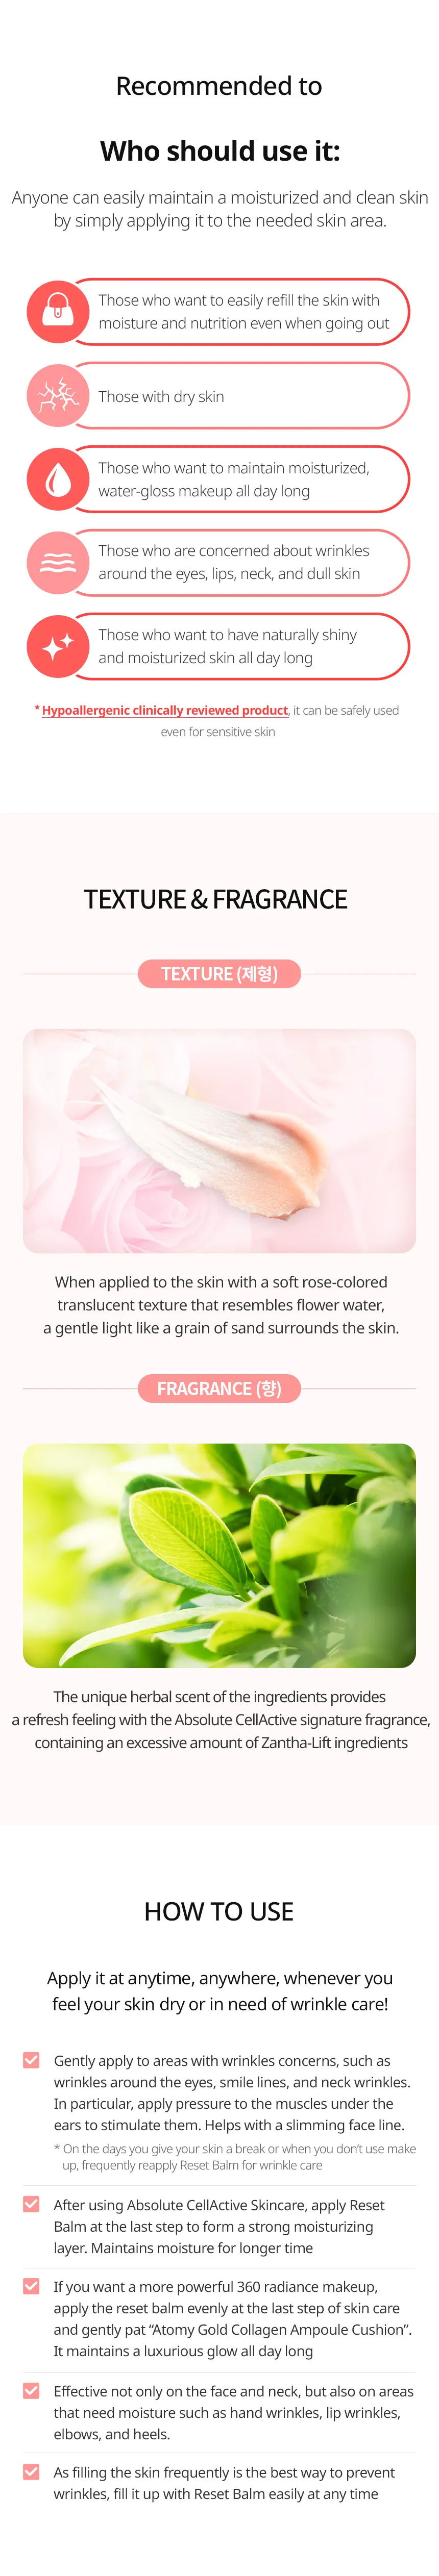 Recommended to
Who should use it:
Anyone can easily maintain a moisturized and clean skin
by simply applying it to the needed skin area.
Those who want to easily refill the skin with
moisture and nutrition even when going out
Those with dry skin
Those who want to maintain moisturized,
water-gloss makeup all day long
Those who are concerned about wrinkles
around the eyes, lips, neck, and dull skin
Those who want to have naturally shiny
and moisturized skin all day long
* Hypoallergenic clinically reviewed product, it can be safely used
even for sensitive skin
TEXTURE & FRAGRANCE
TEXTURE (제형)
When applied to the skin with a soft rose-colored
translucent texture that resembles flower water,
a gentle light like a grain of sand surrounds the skin.
FRAGRANCE (향)
The unique herbal scent of the ingredients provides
a refresh feeling with the Absolute CellActive signature fragrance,
containing an excessive amount of Zantha-Lift ingredients
HOW TO USE
Apply it at anytime, anywhere, whenever you
feel your skin dry or in need of wrinkle care!
Gently apply to areas with wrinkles concerns, such as
wrinkles around the eyes, smile lines, and neck wrinkles.
In particular, apply pressure to the muscles under the
ears to stimulate them. Helps with a slimming face line.
* On the days you give your skin a break or when you don't use make
up, frequently reapply Reset Balm for wrinkle care
After using Absolute CellActive Skincare, apply Reset
Balm at the last step to form a strong moisturizing
layer. Maintains moisture for longer time
If you want a more powerful 360 radiance makeup,
apply the reset balm evenly at the last step of skin care
and gently pat “Atomy Gold Collagen Ampoule Cushion”.
It maintains a luxurious glow all day long
Effective not only on the face and neck, but also on areas
that need moisture such as hand wrinkles, lip wrinkles,
elbows, and heels.
As filling the skin frequently is the best way to prevent
wrinkles, fill it up with Reset Balm easily at any time